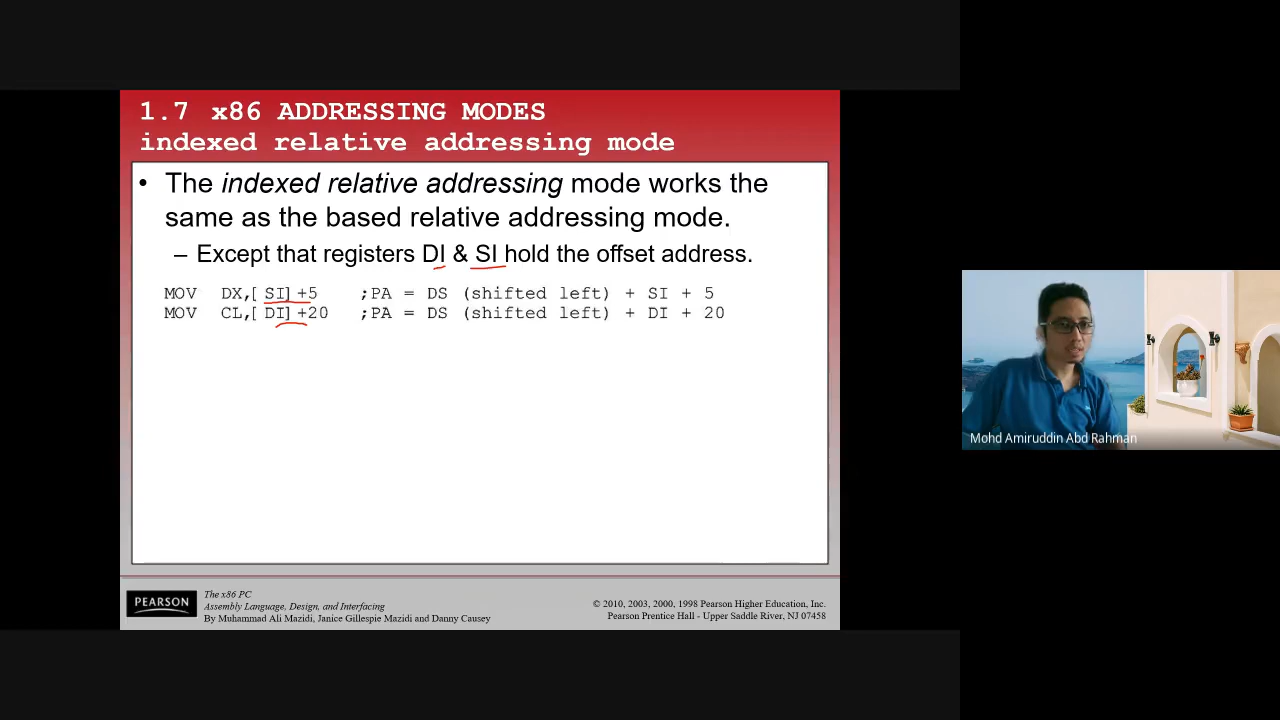 1.7 x86 ADDRESSING MODES
indexed relative addressing mode
• The indexed relative addressing mode works the
same as the based relative addressing mode.
– Except that registers DI & SI hold the offset address.
MOV DX,[ SI] +5 ;PA = DS (shifted left) + SI + 5
MOV CL,[ DI] +20 ;PA = DS (shifted left) + DI + 20
Mohd Amiruddin Abd Rahman
PEARSON
The x86 PC
Assembly Language, Design, and Interfacing
By Muhammad Ali Mazidi, Janice Gillespie Mazidi and Danny Causey
© 2010, 2003, 2000, 1998 Pearson Higher Education, Inc.
Pearson Prentice Hall - Upper Saddle River, NJ 07458